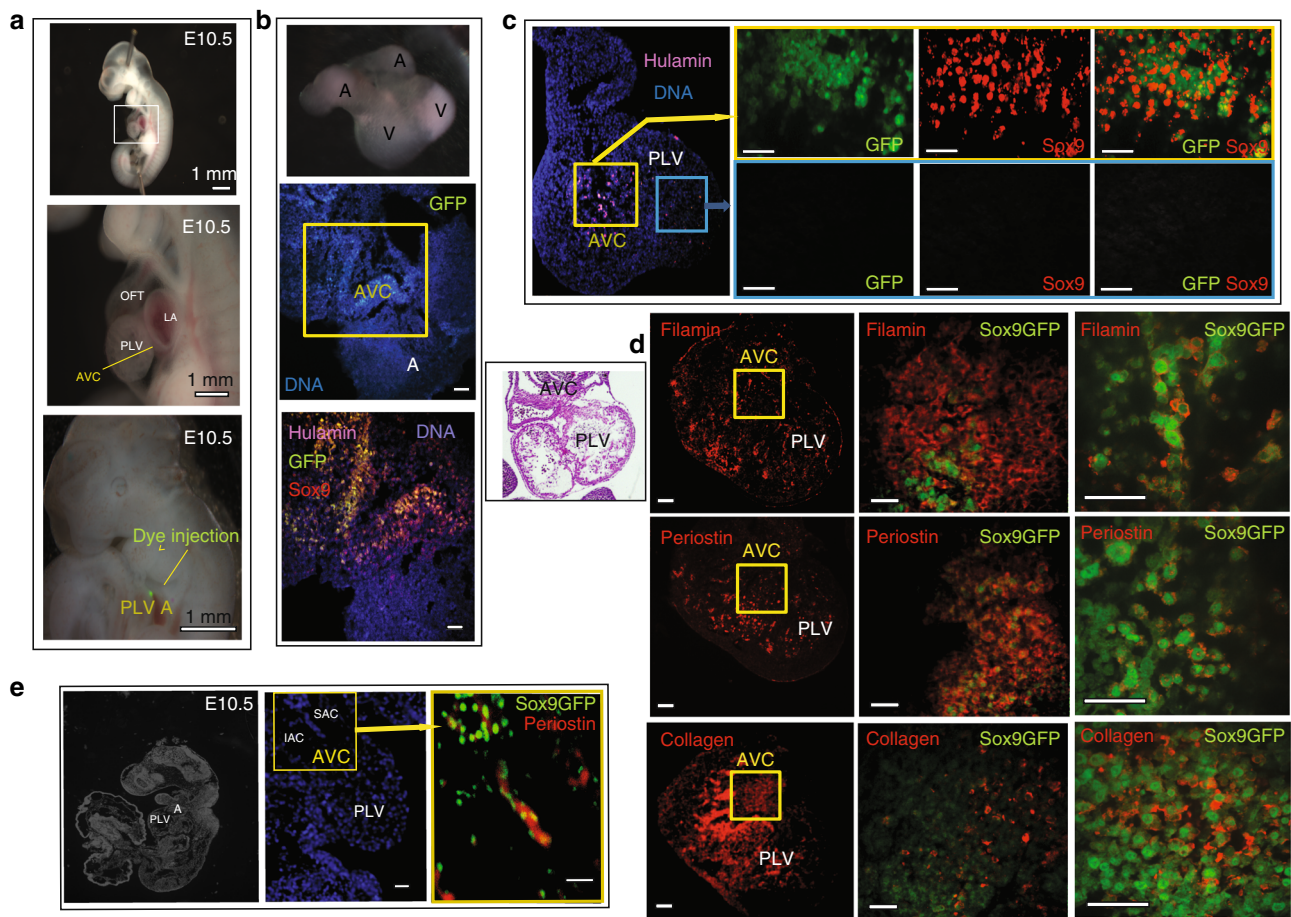 a
E10.5
1 mm
E10.5
OFT
LA
PLV
AVC
1 mm
E10.5
Dye injection
PLV A
1 mm
b
A
A
V
V
GFP
AVC
A
DNA
Hulamin
DNA
GFP
Sox9
c
Hulamin
DNA
PLV
AVC
GFP
Sox9
GFP Sox9
GFP
Sox9
GFP Sox9
d
AVC
PLV
Filamin
AVC
PLV
Filamin
Sox9GFP
Filamin
Sox9GFP
Periostin
AVC
PLV
Periostin
Sox9GFP
Periostin
Sox9GFP
Collagen
AVC
PLV
Collagen
Sox9GFP
Collagen
Sox9GFP
e
E10.5
A
PLV
SAC
IAC
AVC
PLV
Sox9GFP
Periostin